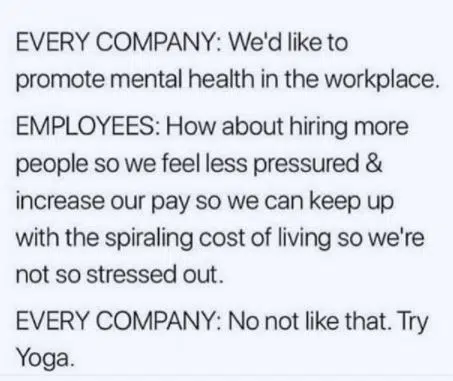 EVERY COMPANY: We'd like to
promote mental health in the workplace.
EMPLOYEES: How about hiring more
people so we feel less pressured &
increase our pay so we can keep up
with the spiraling cost of living so we're
not so stressed out.
EVERY COMPANY: No not like that. Try
Yoga.